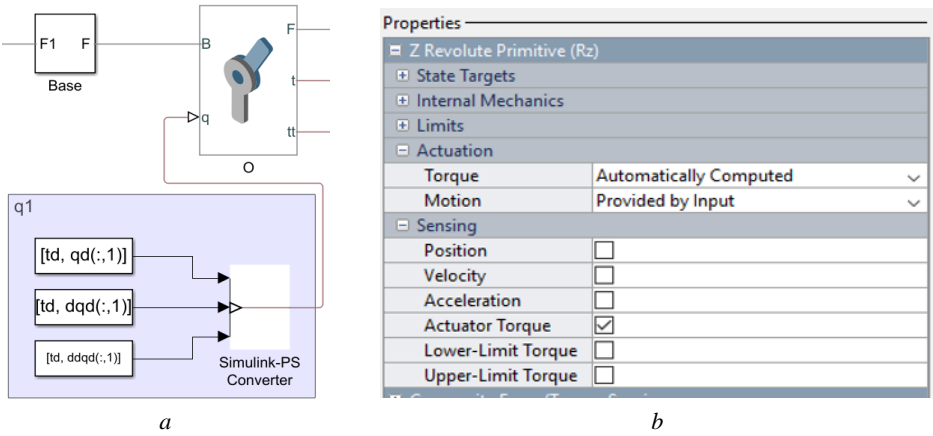 F1 F
Base
B
q
F
t
tt
O
q1
[td, qd(:,1)]
[td, dqd(:,1)]
[td, ddqd(:,1)]
Simulink-PS
Converter
a
Properties
Z Revolute Primitive (Rz)
State Targets
Internal Mechanics
Limits
Actuation
Torque Automatically Computed
Motion Provided by Input
Sensing
Position
Velocity
Acceleration
Actuator Torque
Lower-Limit Torque
Upper-Limit Torque
b